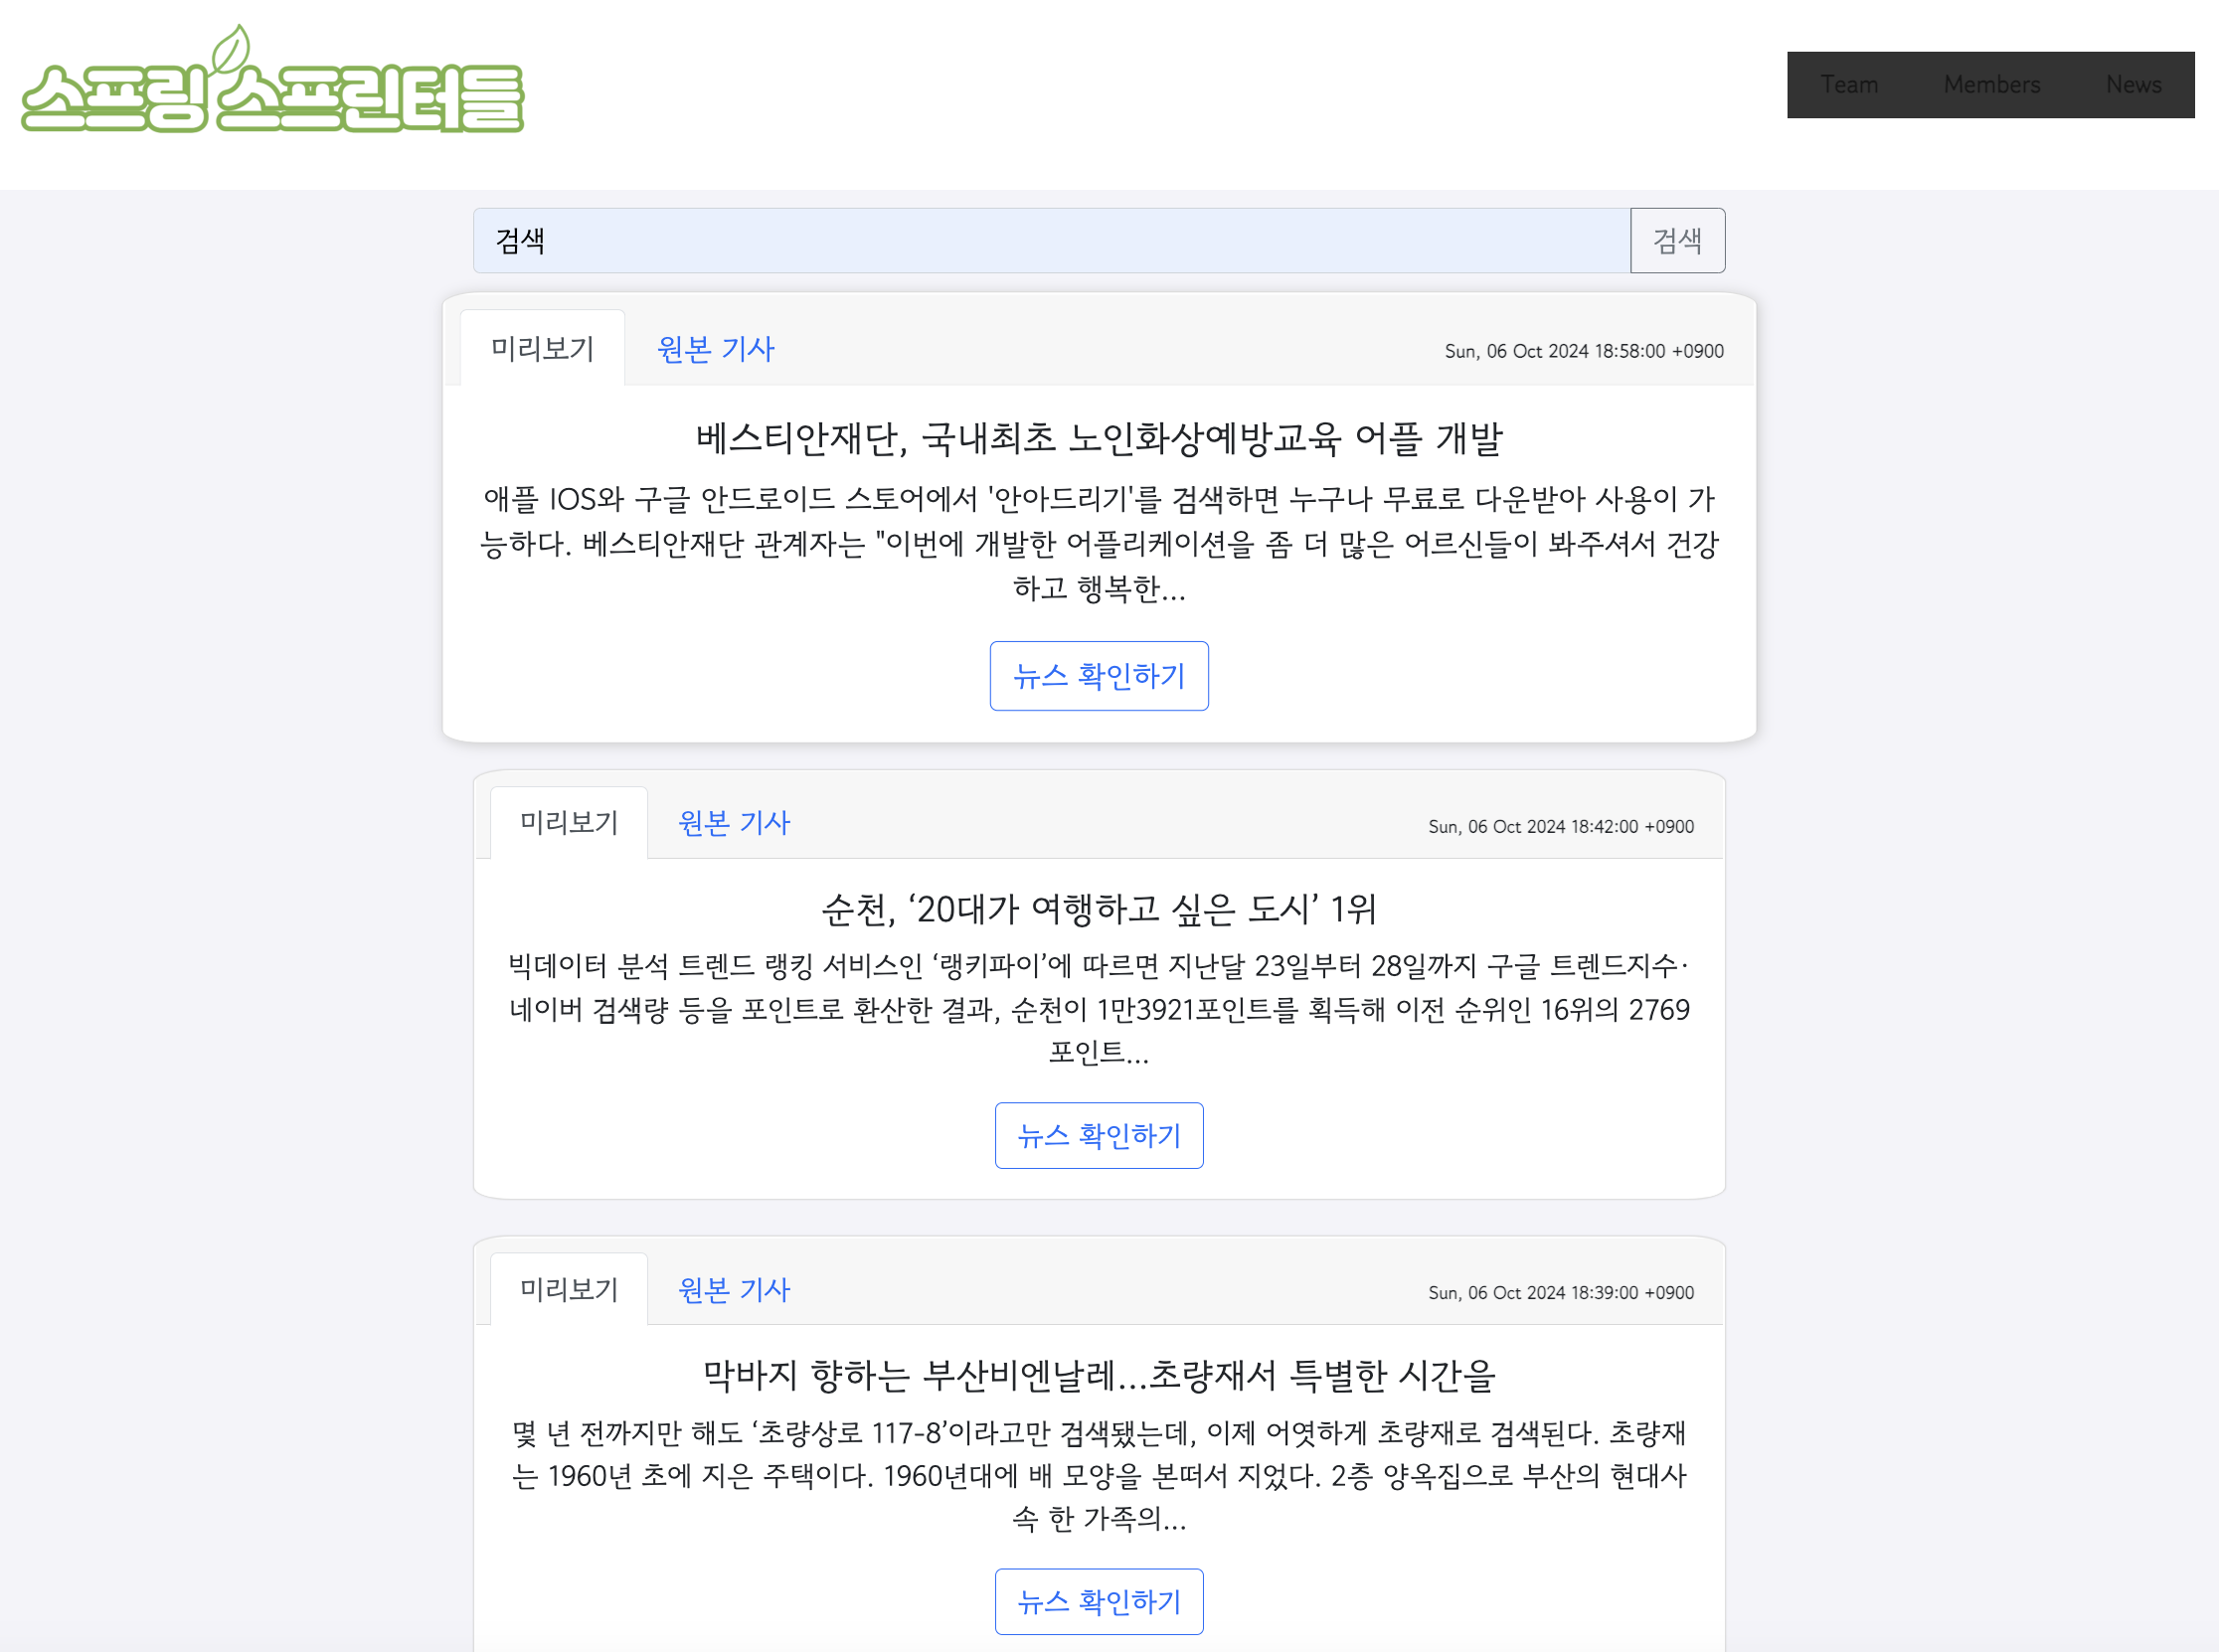 스프링 스프린터들
Team Members News
검색 검색
미리보기 원본 기사 Sun, 06 Oct 2024 18:58:00 +0900
베스티안재단, 국내최초 노인화상예방교육 어플 개발
애플 IOS와 구글 안드로이드 스토어에서 '안아드리기'를 검색하면 누구나 무료로 다운받아 사용이 가
능하다. 베스티안재단 관계자는 "이번에 개발한 어플리케이션을 좀 더 많은 어르신들이 봐주셔서 건강
하고 행복한...
뉴스 확인하기
미리보기 원본 기사 Sun, 06 Oct 2024 18:42:00 +0900
순천, ‘20대가 여행하고 싶은 도시’ 1위
빅데이터 분석 트렌드 랭킹 서비스인 ‘랭키파이’에 따르면 지난달 23일부터 28일까지 구글 트렌드지수·
네이버 검색량 등을 포인트로 환산한 결과, 순천이 1만3921포인트를 획득해 이전 순위인 16위의 2769
포인트...
뉴스 확인하기
미리보기 원본 기사 Sun, 06 Oct 2024 18:39:00 +0900
막바지 향하는 부산비엔날레…초량재서 특별한 시간을
몇 년 전까지만 해도 ‘초량상로 117-8’이라고만 검색됐는데, 이제 어엿하게 초량재로 검색된다. 초량재
는 1960년 초에 지은 주택이다. 1960년대에 배 모양을 본떠서 지었다. 2층 양옥집으로 부산의 현대사
속 한 가족의...
뉴스 확인하기